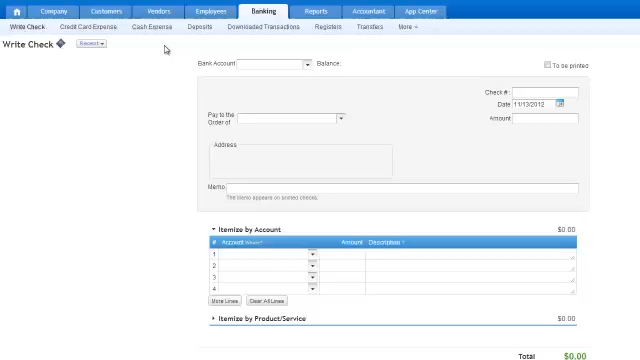 Company Customers Vendors Employees Banking Reports Accountant App Center
Write Check Credit Card Expense Cash Expense Deposits Downloaded Transactions Registers Transfers More
Write Check Recent
Bank Account Balance: To be printed
Check #:
Date 11/13/2012
Pay to the Order of
Amount
Address
Memo
The Memo appears on printed checks.
Itemize by Account $0.00
# Account Amount Description
1
2
3
4
More Lines Clear All Lines
Itemize by Product/Service $0.00
Total $0.00